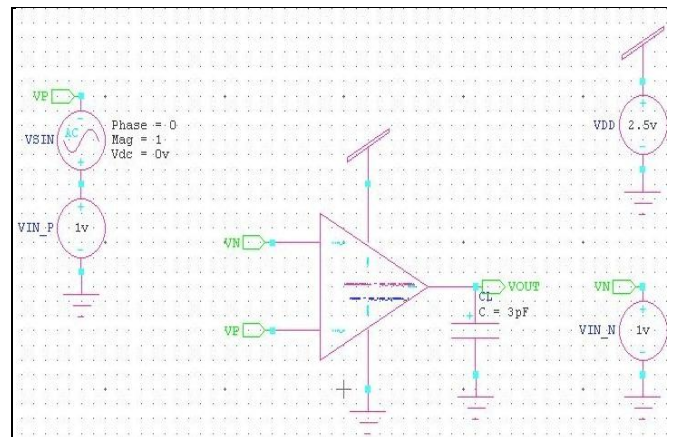 VP
VSIN
AC
Phase = 0
Mag = 1
Vdc = 0v
VIN_P
1v
VDD
2.5v
VN
VP
VOUT
CL
C = 3pF
VN
VIN_N
1v